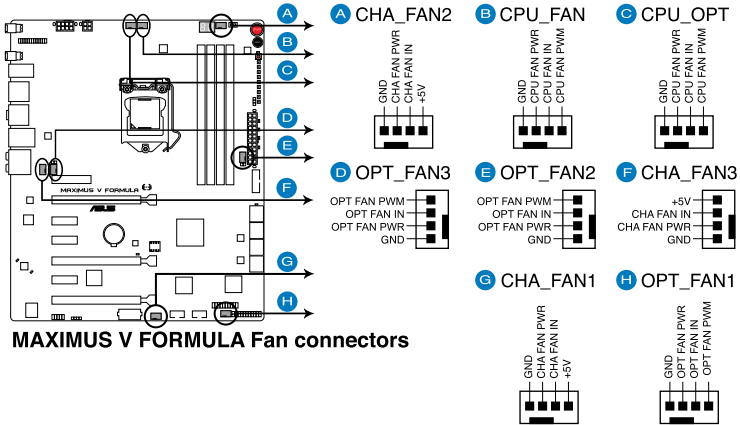 A
B
C
D
E
F
G
H
MAXIMUS V FORMULA
ASUS
MAXIMUS V FORMULA Fan connectors
A CHA_FAN2
GND
CHA FAN PWR
CHA FAN IN
+5V
B CPU_FAN
GND
CPU FAN PWR
CPU FAN IN
CPU FAN PWM
C CPU_OPT
GND
CPU FAN PWR
CPU FAN IN
CPU FAN PWM
D OPT_FAN3
OPT FAN PWM
OPT FAN IN
OPT FAN PWR
GND
E OPT_FAN2
OPT FAN PWM
OPT FAN IN
OPT FAN PWR
GND
F CHA_FAN3
+5V
CHA FAN IN
CHA FAN PWR
GND
G CHA_FAN1
GND
CHA FAN PWR
CHA FAN IN
+5V
H OPT_FAN1
GND
OPT FAN PWR
OPT FAN IN
OPT FAN PWM